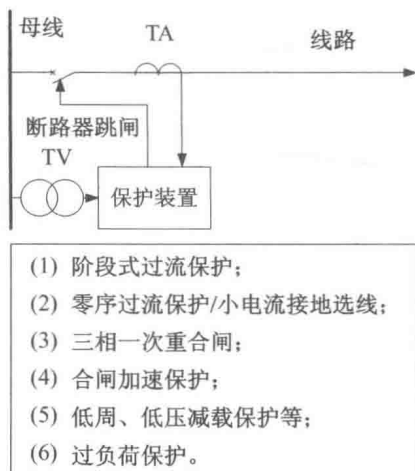 母线
TA
线路
断路器跳闸
TV
保护装置
(1) 阶段式过流保护；
(2) 零序过流保护/小电流接地选线；
(3) 三相一次重合闸；
(4) 合闸加速保护；
(5) 低周、低压减载保护等；
(6) 过负荷保护。